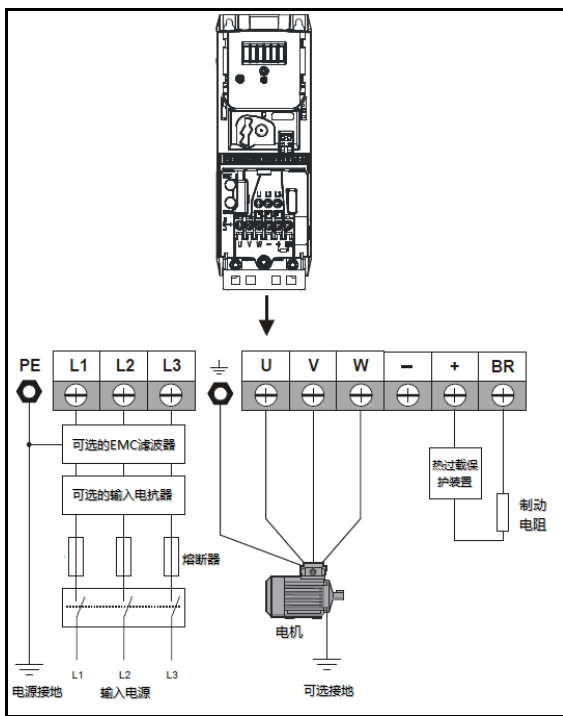 PE L1 L2 L3 U V W − + BR
可选的EMC滤波器
可选的输入电抗器
熔断器
热过载保
护装置
制动
电阻
电机
L1 L2 L3
电源接地 输入电源 可选接地